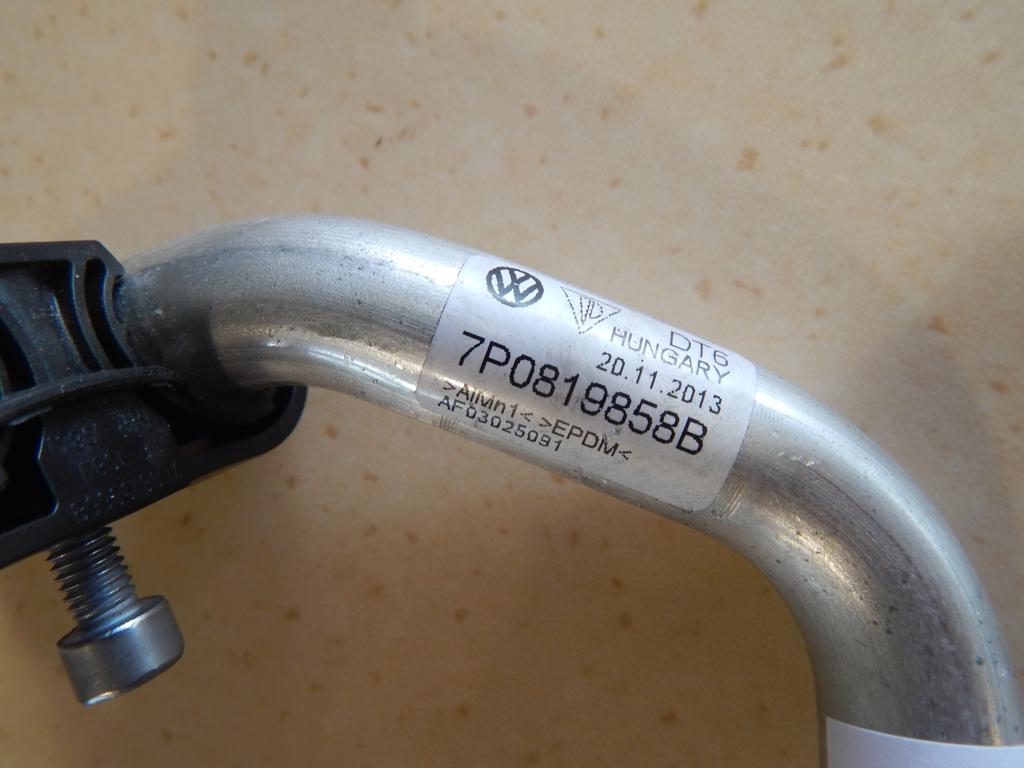 DT6
HUNGARY
20.11.2013
7P0819858B
>AlMn1< >EPDM<
AF03025091